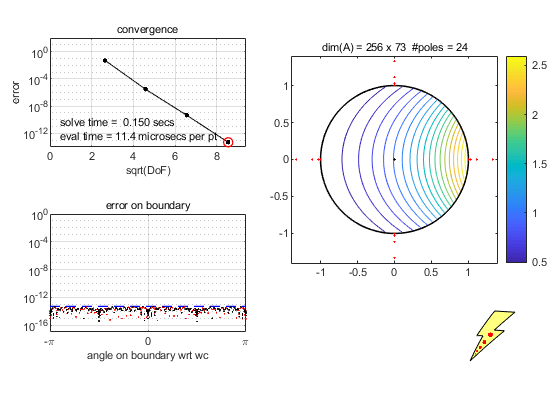 convergence
10^0
10^-4
10^-8
10^-12
error
solve time = 0.150 secs
eval time = 11.4 microsecs per pt
0 2 4 6 8
sqrt(DoF)
error on boundary
10^0
10^-4
10^-8
10^-12
10^-16
-π 0 π
angle on boundary wrt wc
dim(A) = 256 x 73 #poles = 24
1
0.5
0
-0.5
-1
-1 -0.5 0 0.5 1
2.5
2
1.5
1
0.5